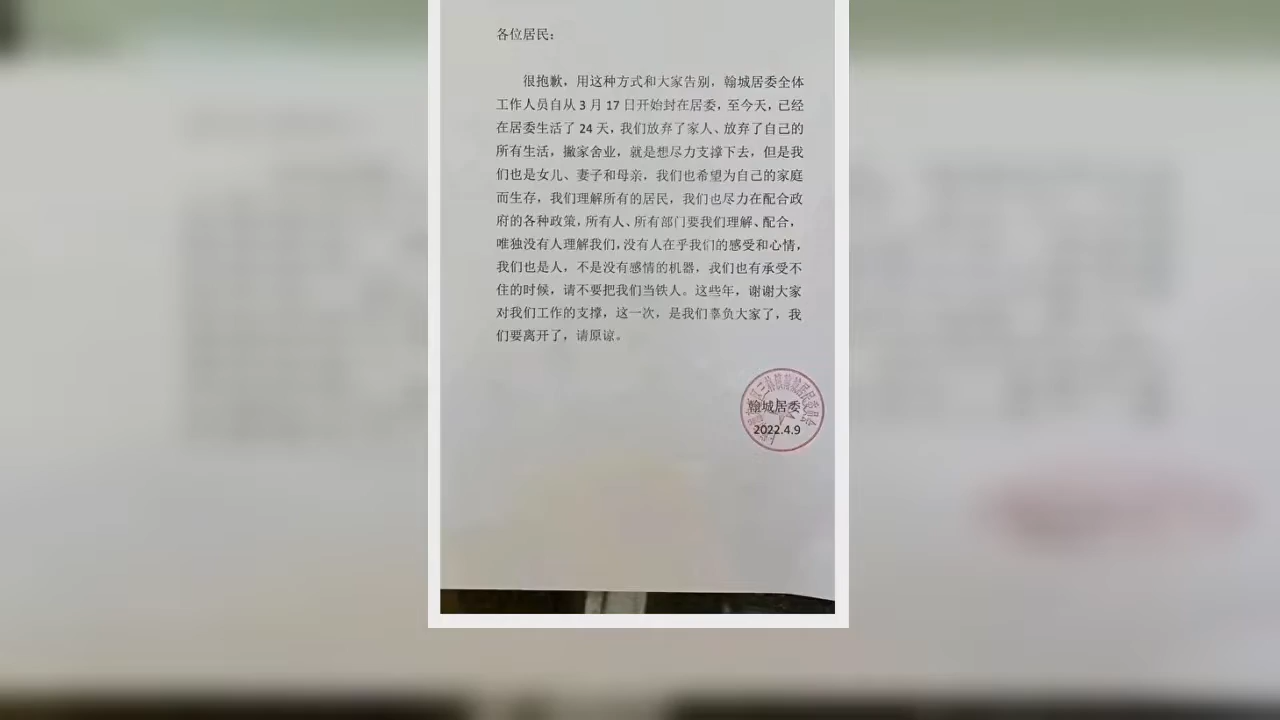 各位居民：
很抱歉，用这种方式和大家告别，翰城居委全体
工作人员自从 3 月 17 日开始封在居委，至今天，已经
在居委生活了 24 天，我们放弃了家人、放弃了自己的
所有生活，撇家舍业，就是想尽力支撑下去，但是我
们也是女儿、妻子和母亲，我们也希望为自己的家庭
而生存，我们理解所有的居民，我们也尽力在配合政
府的各种政策，所有人、所有部门要我们理解、配合，
唯独没有人理解我们，没有人在乎我们的感受和心情，
我们也是人，不是没有感情的机器，我们也有承受不
住的时候，请不要把我们当铁人。这些年，谢谢大家
对我们工作的支撑，这一次，是我们辜负大家了，我
们要离开了，请原谅。
翰城居委
2022.4.9